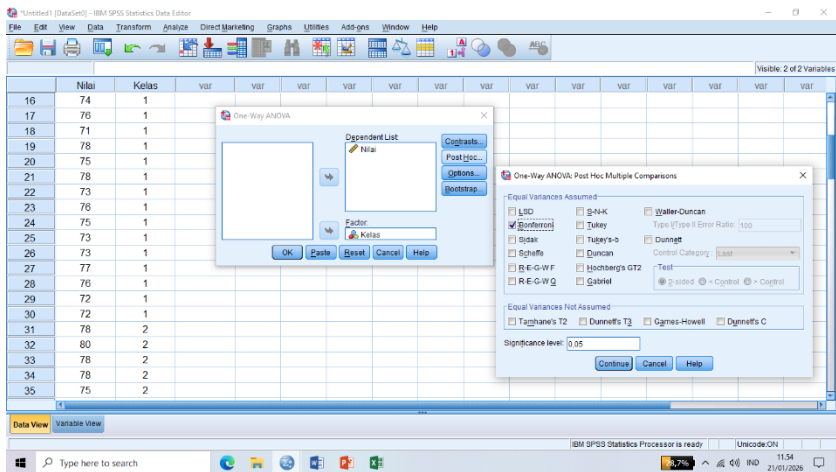 *Untitled1 [DataSet0] - IBM SPSS Statistics Data Editor
File Edit View Data Transform Analyze Direct Marketing Graphs Utilities Add-ons Window Help
Visible: 2 of 2 Variables
Nilai Kelas var var var var var var var var var var var var var
16 74 1
17 76 1
18 71 1
19 78 1
20 75 1
21 78 1
22 73 1
23 76 1
24 75 1
25 73 1
26 73 1
27 77 1
28 76 1
29 72 1
30 72 1
31 78 2
32 80 2
33 78 2
34 78 2
35 75 2
One-Way ANOVA
Dependent List:
Nilai
Contrasts...
Post Hoc...
Options...
Bootstrap...
Factor:
Kelas
OK Paste Reset Cancel Help
One-Way ANOVA: Post Hoc Multiple Comparisons
Equal Variances Assumed
LSD S-N-K Waller-Duncan
Bonferroni Tukey Type I/Type II Error Ratio: 100
Sidak Tukey's-b Dunnett
Scheffe Duncan Control Category: Last
R-E-G-W F Hochberg's GT2 Test
R-E-G-W Q Gabriel 2-sided < Control > Control
Equal Variances Not Assumed
Tamhane's T2 Dunnett's T3 Games-Howell Dunnett's C
Significance level: 0,05
Continue Cancel Help
Data View Variable View
IBM SPSS Statistics Processor is ready Unicode:ON
Type here to search
IND
11.54
21/01/2026